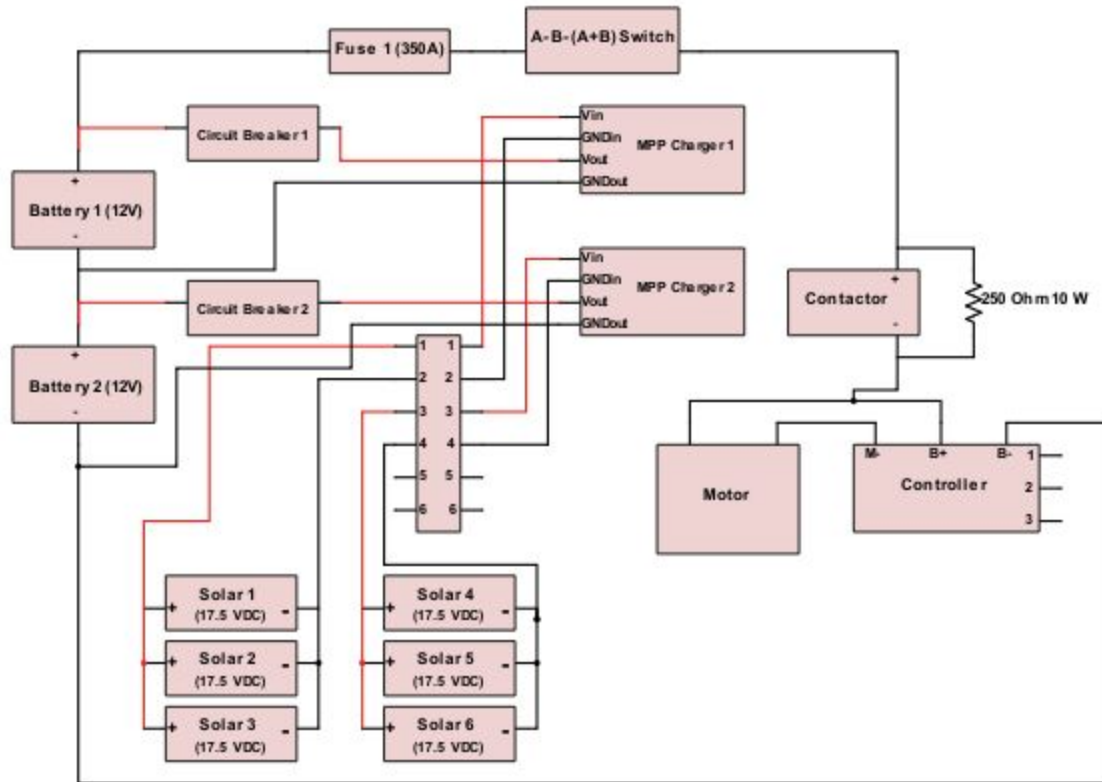 Fuse 1 (350A)
A-B-(A+B) Switch
Circuit Breaker 1
Vin
GNDin
Vout
GNDout
MPP Charger 1
+
Battery 1 (12V)
-
Circuit Breaker 2
Vin
GNDin
Vout
GNDout
MPP Charger 2
+
Contactor
-
250 Ohm 10 W
+
Battery 2 (12V)
-
1 1
2 2
3 3
4 4
5 5
6 6
Motor
M- B+ B-
Controller
1
2
3
+ Solar 1 -
(17.5 VDC)
+ Solar 4 -
(17.5 VDC)
+ Solar 2 -
(17.5 VDC)
+ Solar 5 -
(17.5 VDC)
+ Solar 3 -
(17.5 VDC)
+ Solar 6 -
(17.5 VDC)